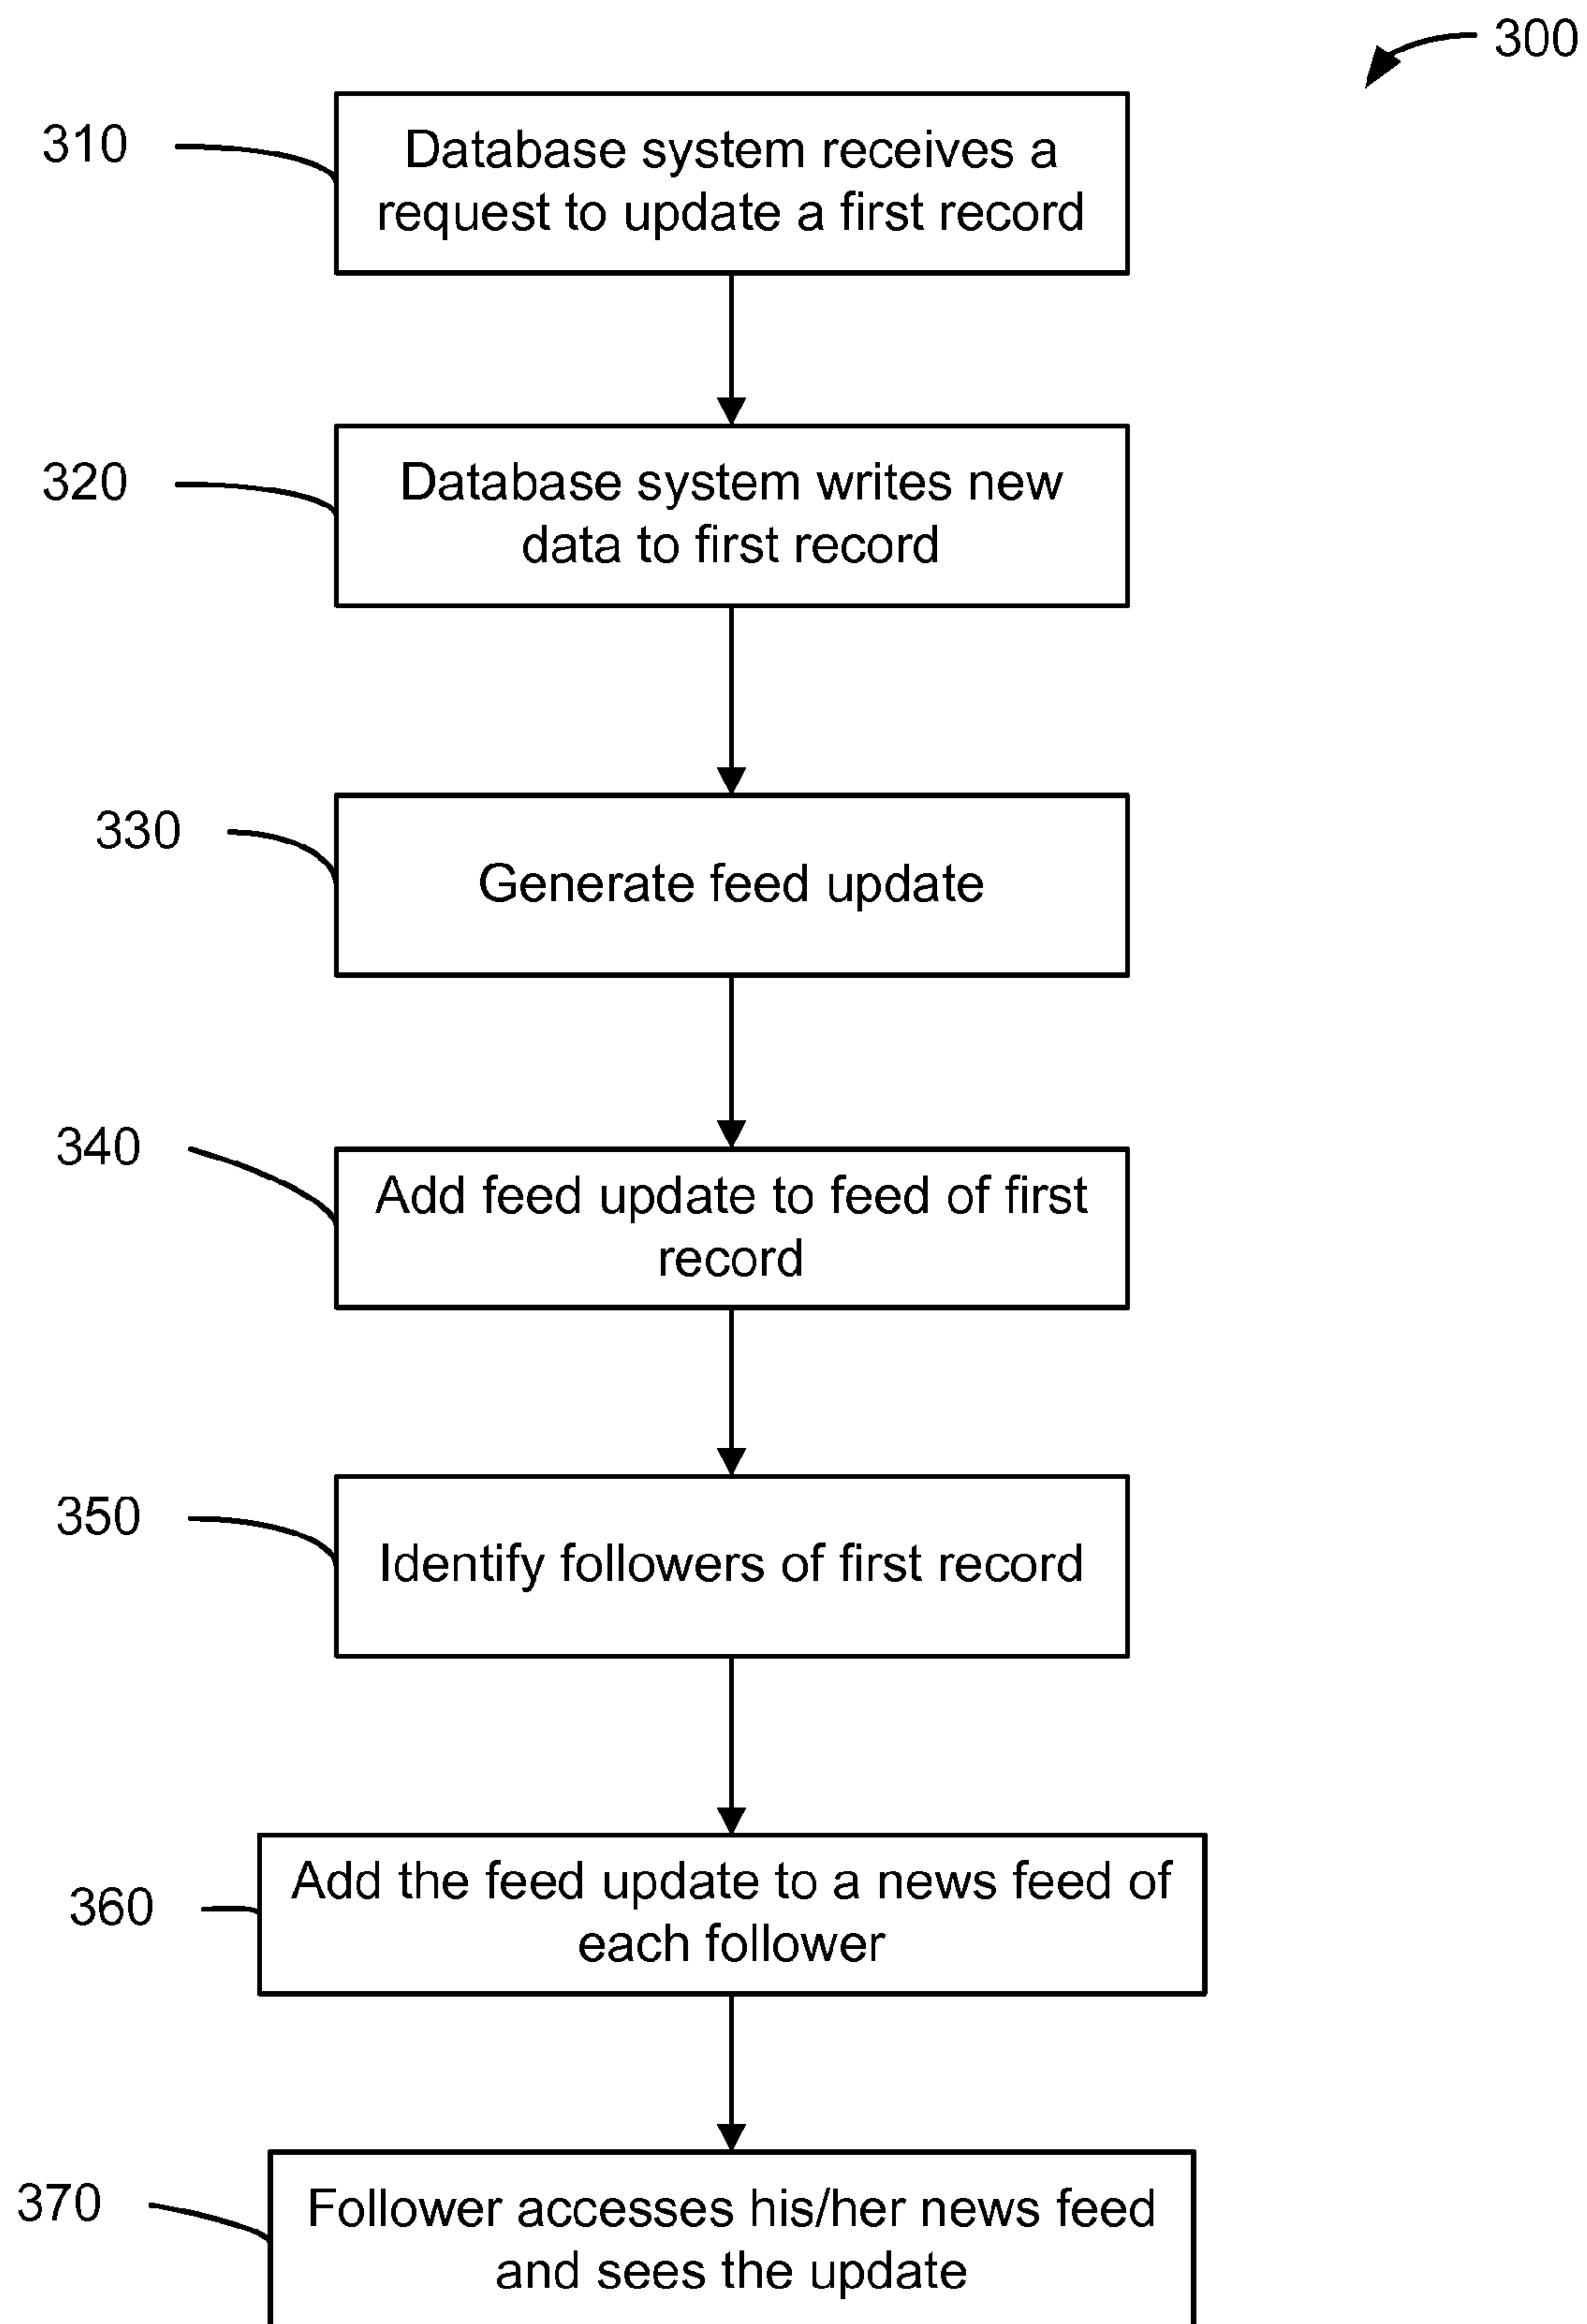 300
310
Database system receives a
request to update a first record
320
Database system writes new
data to first record
330
Generate feed update
340
Add feed update to feed of first
record
350
Identify followers of first record
360
Add the feed update to a news feed of
each follower
370
Follower accesses his/her news feed
and sees the update